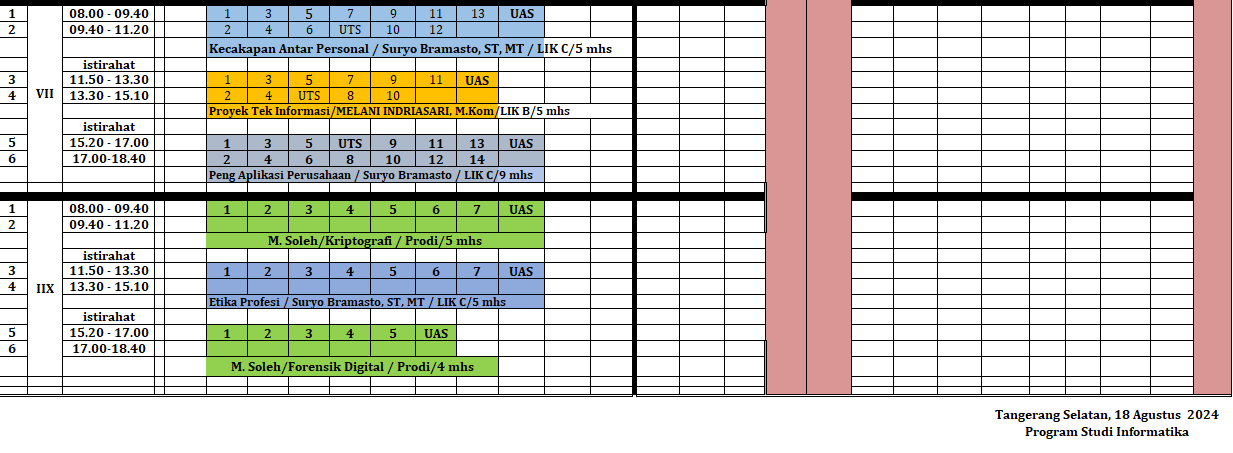 1 08.00 - 09.40 1 3 5 7 9 11 13 UAS
2 09.40 - 11.20 2 4 6 UTS 10 12
Kecakapan Antar Personal / Suryo Bramasto, ST, MT / LIK C/5 mhs
istirahat
3 11.50 - 13.30 1 3 5 7 9 11 UAS
VII
4 13.30 - 15.10 2 4 UTS 8 10
Proyek Tek Informasi/MELANI INDRIASARI, M.Kom/LIK B/5 mhs
istirahat
5 15.20 - 17.00 1 3 5 UTS 9 11 13 UAS
6 17.00-18.40 2 4 6 8 10 12 14
Peng Aplikasi Perusahaan / Suryo Bramasto / LIK C/9 mhs
1 08.00 - 09.40 1 2 3 4 5 6 7 UAS
2 09.40 - 11.20
M. Soleh/Kriptografi / Prodi/5 mhs
istirahat
3 11.50 - 13.30 1 2 3 4 5 6 7 UAS
IIX
4 13.30 - 15.10
Etika Profesi / Suryo Bramasto, ST, MT / LIK C/5 mhs
istirahat
5 15.20 - 17.00 1 2 3 4 5 UAS
6 17.00-18.40
M. Soleh/Forensik Digital / Prodi/4 mhs
Tangerang Selatan, 18 Agustus 2024
Program Studi Informatika